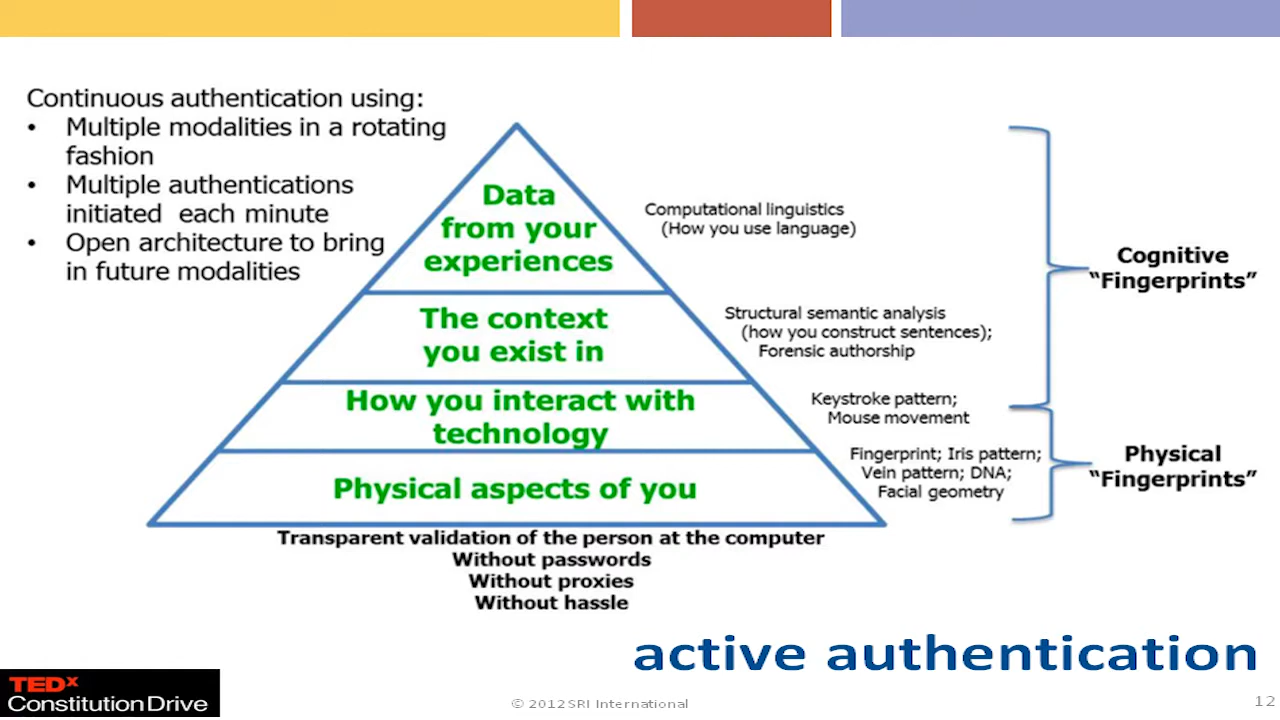 Continuous authentication using:
• Multiple modalities in a rotating
fashion
• Multiple authentications
initiated each minute
• Open architecture to bring
in future modalities
Data
from your
experiences
The context
you exist in
How you interact with
technology
Physical aspects of you
Computational linguistics
(How you use language)
Structural semantic analysis
(how you construct sentences);
Forensic authorship
Keystroke pattern;
Mouse movement
Fingerprint; Iris pattern;
Vein pattern; DNA;
Facial geometry
Cognitive
“Fingerprints”
Physical
“Fingerprints”
Transparent validation of the person at the computer
Without passwords
Without proxies
Without hassle
active authentication
TEDx
Constitution Drive
© 2012 SRI International
12